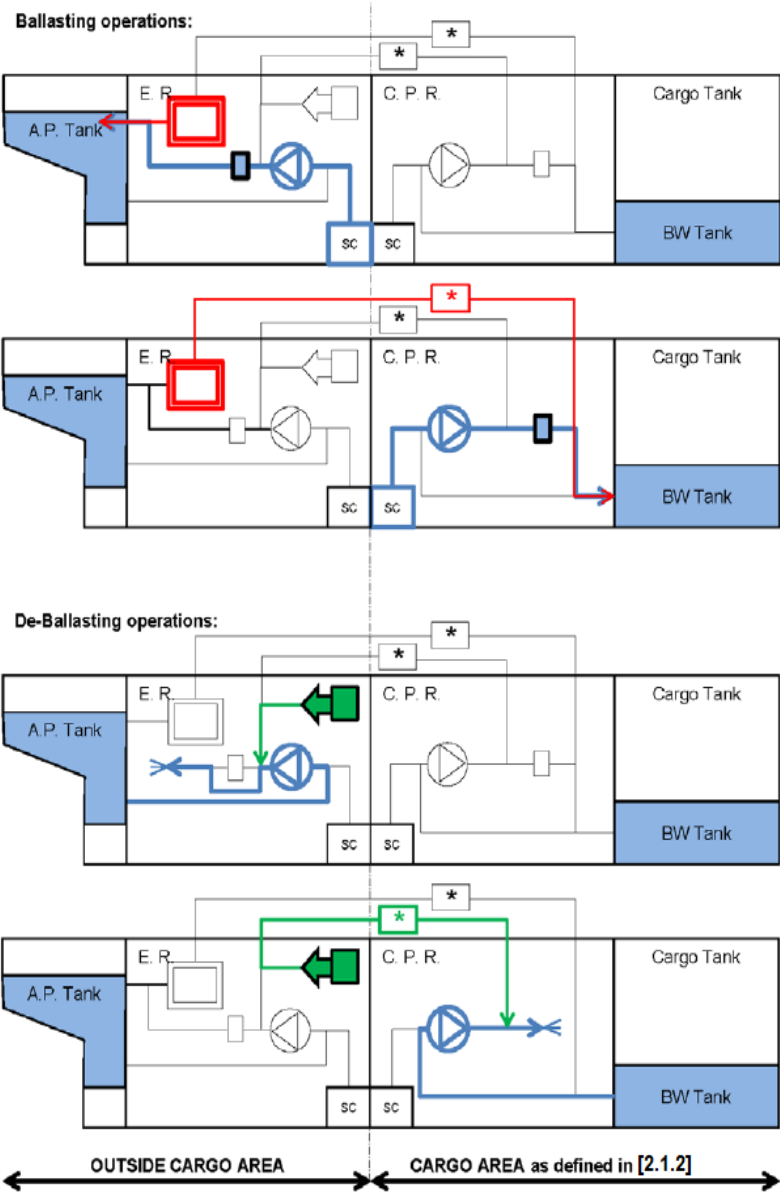 Ballasting operations:
*
*
E. R.
C. P. R.
Cargo Tank
A.P. Tank
BW Tank
sc
sc
*
*
E. R.
C. P. R.
Cargo Tank
A.P. Tank
BW Tank
sc
sc
De-Ballasting operations:
*
*
E. R.
C. P. R.
Cargo Tank
A.P. Tank
BW Tank
sc
sc
*
*
E. R.
C. P. R.
Cargo Tank
A.P. Tank
BW Tank
sc
sc
OUTSIDE CARGO AREA
CARGO AREA as defined in [2.1.2]